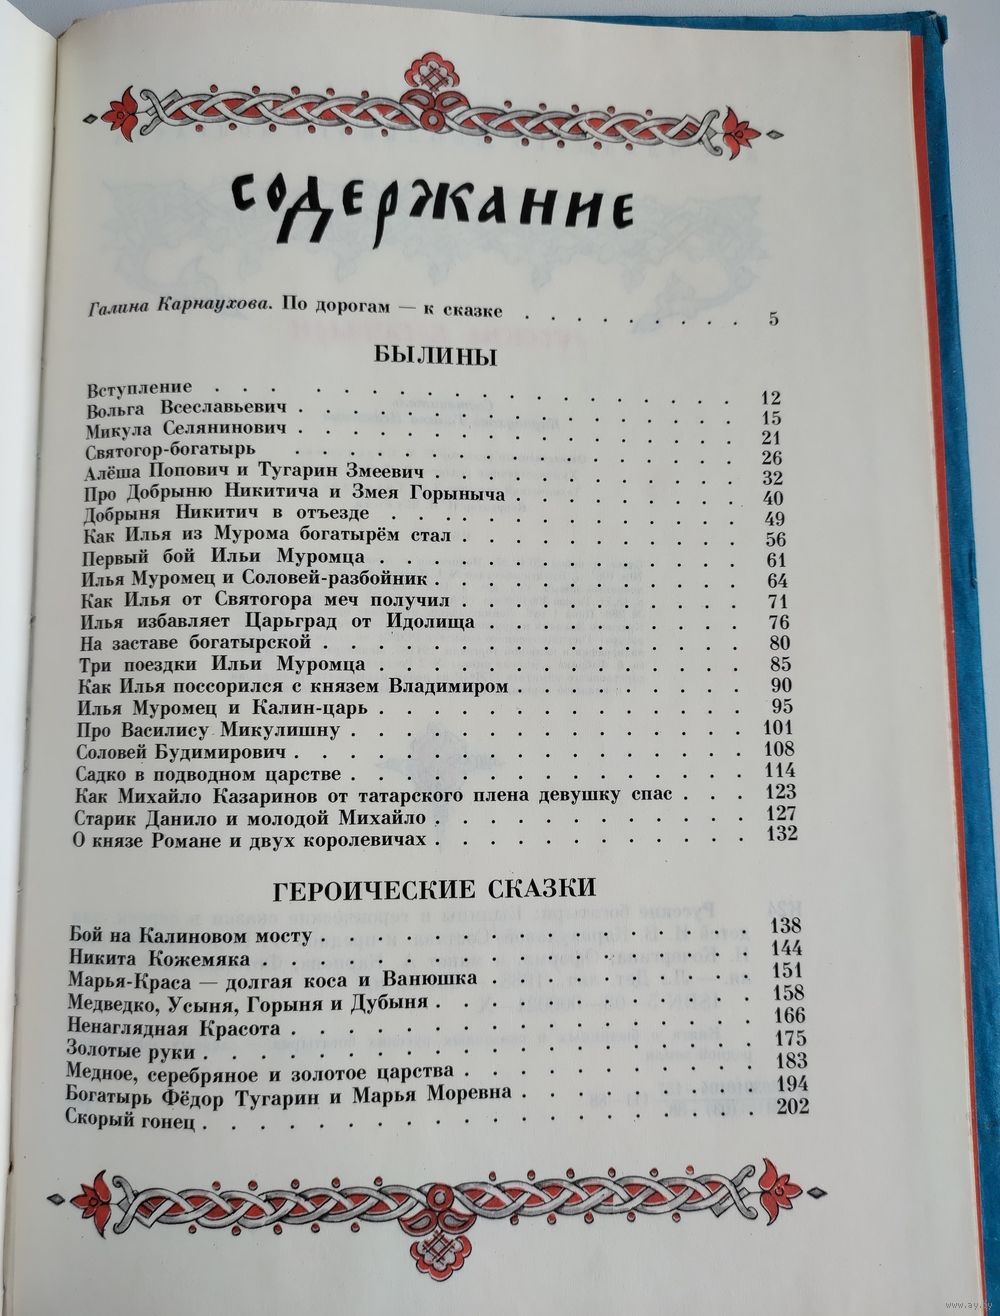 СОДЕРЖАНИЕ
Галина Карнаухова. По дорогам — к сказке . . . . . . . . . 5
БЫЛИНЫ
Вступление . . . . . . . . . . . . . . 12
Вольга Всеславьевич . . . . . . . . . . . . 15
Микула Селянинович . . . . . . . . . . . . 21
Святогор-богатырь . . . . . . . . . . . . 26
Алёша Попович и Тугарин Змеевич . . . . . . . . . 32
Про Добрыню Никитича и Змея Горыныча . . . . . . . 40
Добрыня Никитич в отъезде . . . . . . . . . . 49
Как Илья из Мурома богатырём стал . . . . . . . . 56
Первый бой Ильи Муромца . . . . . . . . . . 61
Илья Муромец и Соловей-разбойник . . . . . . . . . 64
Как Илья от Святогора меч получил . . . . . . . . 71
Илья избавляет Царьград от Идолища . . . . . . . . 76
На заставе богатырской . . . . . . . . . . . 80
Три поездки Ильи Муромца . . . . . . . . . . 85
Как Илья поссорился с князем Владимиром . . . . . . . 90
Илья Муромец и Калин-царь . . . . . . . . . . 95
Про Василису Микулишну . . . . . . . . . . . 101
Соловей Будимирович . . . . . . . . . . . . 108
Садко в подводном царстве . . . . . . . . . . 114
Как Михайло Казаринов от татарского плена девушку спас . . . 123
Старик Данило и молодой Михайло . . . . . . . . . 127
О князе Романе и двух королевичах . . . . . . . . . 132
ГЕРОИЧЕСКИЕ СКАЗКИ
Бой на Калиновом мосту . . . . . . . . . . . 138
Никита Кожемяка . . . . . . . . . . . . . 144
Марья-Краса — долгая коса и Ванюшка . . . . . . . . 151
Медведко, Усыня, Горыня и Дубыня . . . . . . . . . 158
Ненаглядная Красота . . . . . . . . . . . . 166
Золотые руки . . . . . . . . . . . . . . 175
Медное, серебряное и золотое царства . . . . . . . . 183
Богатырь Фёдор Тугарин и Марья Моревна . . . . . . . 194
Скорый гонец . . . . . . . . . . . . . . 202
www.ay.by